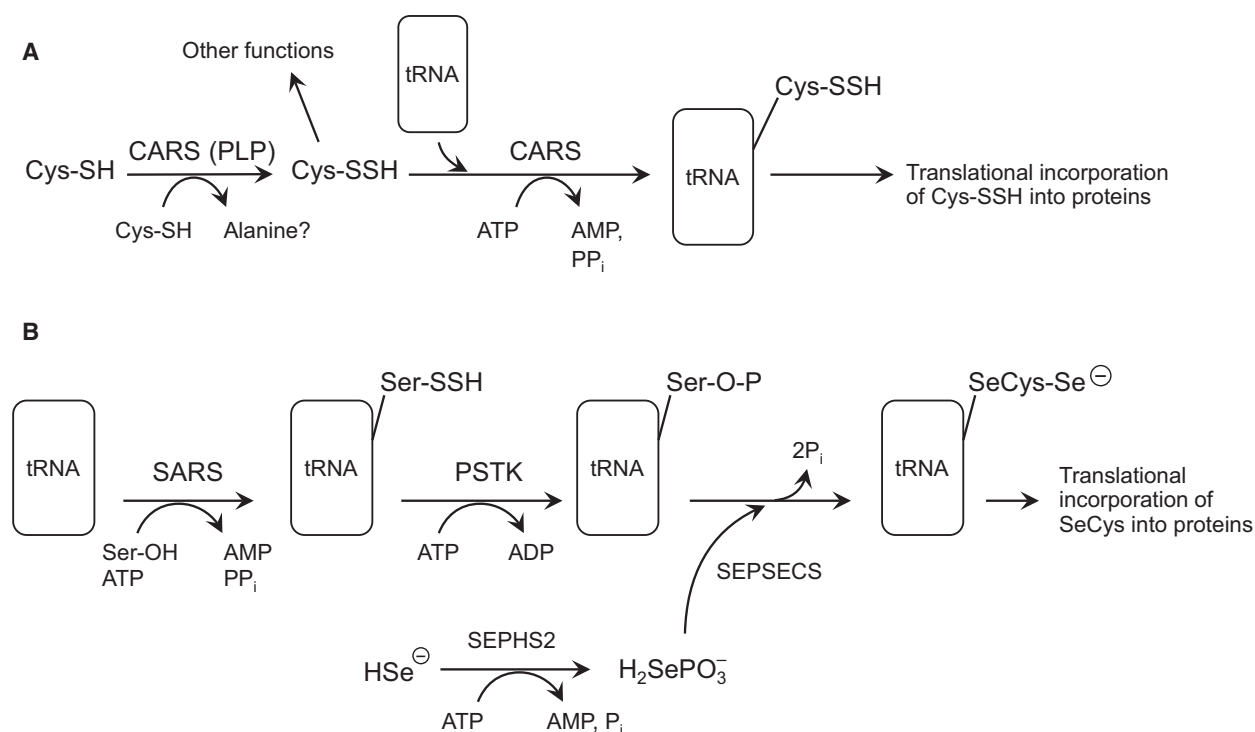 A
Other functions
tRNA
Cys-SSH
Cys-SH
CARS (PLP)
Cys-SSH
CARS
tRNA
Translational incorporation
of Cys-SSH into proteins
Cys-SH
Alanine?
ATP
AMP,
PPi
B
Ser-SSH
Ser-O-P
SeCys-Se⊖
tRNA
SARS
tRNA
PSTK
tRNA
2Pi
tRNA
Translational
incorporation of
SeCys into proteins
Ser-OH
ATP
AMP
PPi
ATP
ADP
SEPSECS
SEPHS2
HSe⊖
H2SePO3−
ATP
AMP, Pi